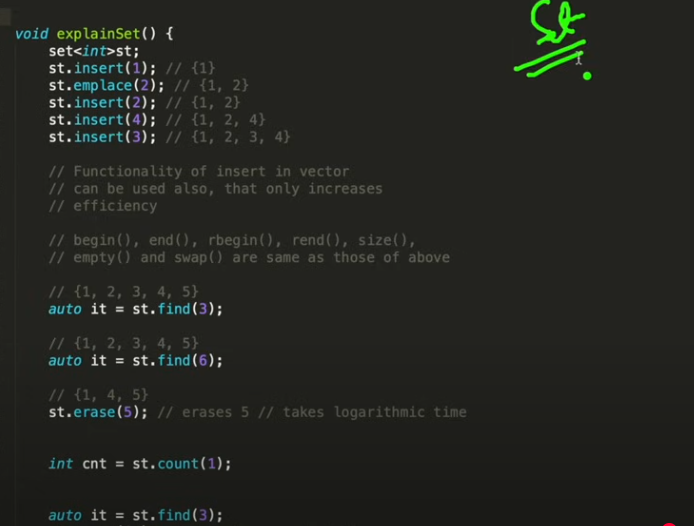 St
void explainSet() {
set<int>st;
st.insert(1); // {1}
st.emplace(2); // {1, 2}
st.insert(2); // {1, 2}
st.insert(4); // {1, 2, 4}
st.insert(3); // {1, 2, 3, 4}
// Functionality of insert in vector
// can be used also, that only increases
// efficiency
// begin(), end(), rbegin(), rend(), size(),
// empty() and swap() are same as those of above
// {1, 2, 3, 4, 5}
auto it = st.find(3);
// {1, 2, 3, 4, 5}
auto it = st.find(6);
// {1, 4, 5}
st.erase(5); // erases 5 // takes logarithmic time
int cnt = st.count(1);
auto it = st.find(3);